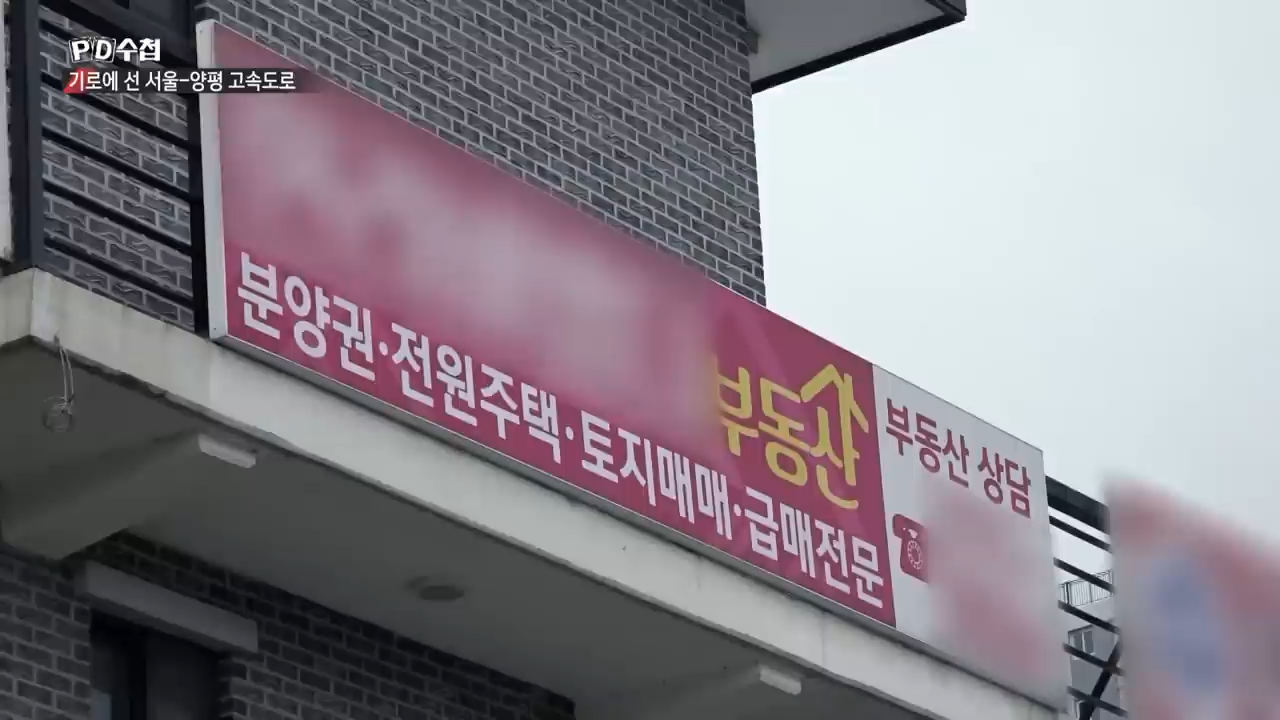 PD수첩
기로에 선 서울-양평 고속도로
부동산
분양권·전원주택·토지매매·급매전문
부동산 상담